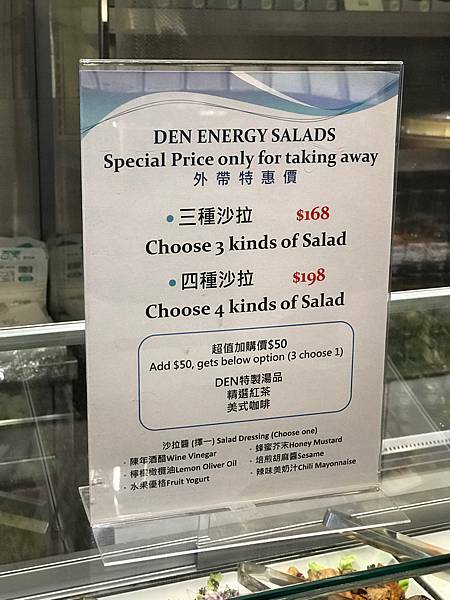 DEN ENERGY SALADS
Special Price only for taking away
外帶特惠價
•三種沙拉 $168
Choose 3 kinds of Salad
•四種沙拉 $198
Choose 4 kinds of Salad
超值加購價$50
Add $50, gets below option (3 choose 1)
DEN特製湯品
精選紅茶
美式咖啡
沙拉醬 (擇一) Salad Dressing (Choose one)
· 陳年酒醋Wine Vinegar
· 檸檬橄欖油Lemon Oliver Oil
· 水果優格Fruit Yogurt
· 蜂蜜芥末Honey Mustard
· 焙煎胡麻醬Sesame
· 辣味美奶汁Chili Mayonnaise